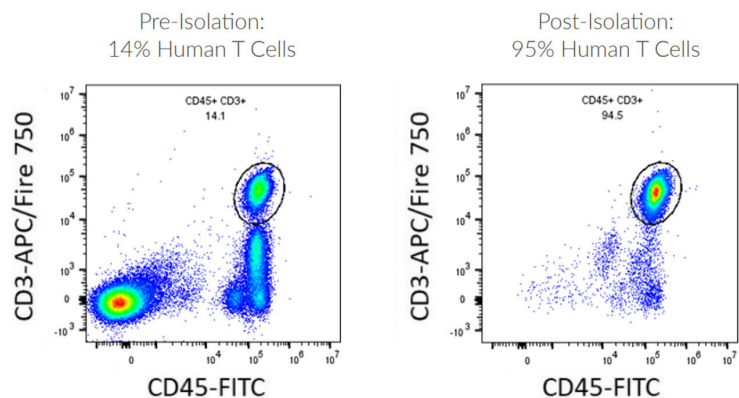 Pre-Isolation:
14% Human T Cells
CD3-APC/Fire 750
10^7
10^6
10^5
10^4
10^3
0
-10^3
CD45+ CD3+
14.1
0
10^4
10^5
10^6
10^7
CD45-FITC
Post-Isolation:
95% Human T Cells
CD3-APC/Fire 750
10^7
10^6
10^5
10^4
10^3
0
-10^3
CD45+ CD3+
94.5
0
10^4
10^5
10^6
10^7
CD45-FITC